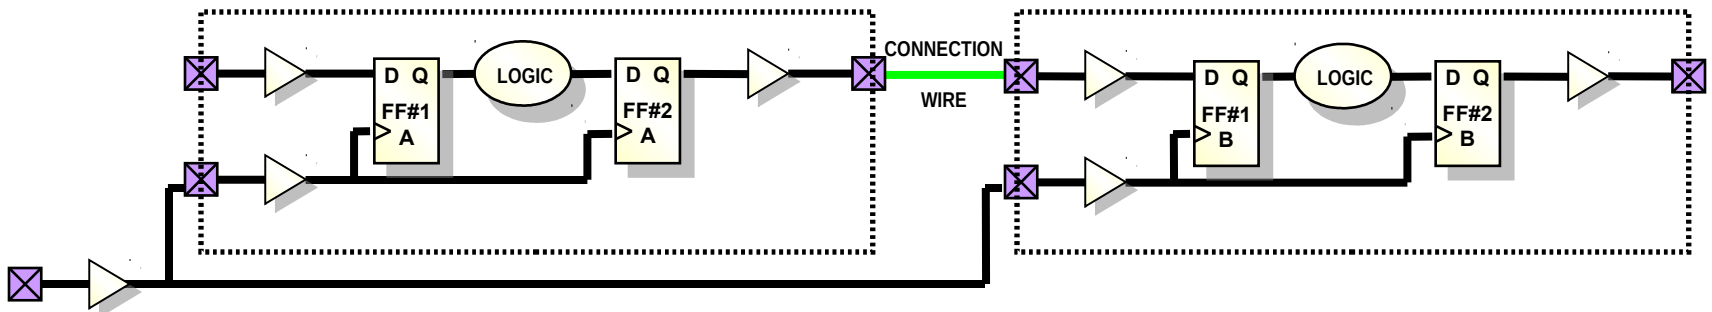 D Q
FF#1
A
LOGIC
D Q
FF#2
A
CONNECTION
WIRE
D Q
FF#1
B
LOGIC
D Q
FF#2
B